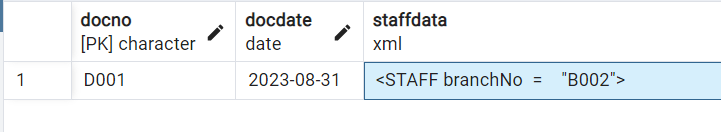 docno docdate staffdata
[PK] character date xml
1 D001 2023-08-31 <STAFF branchNo = "B002">